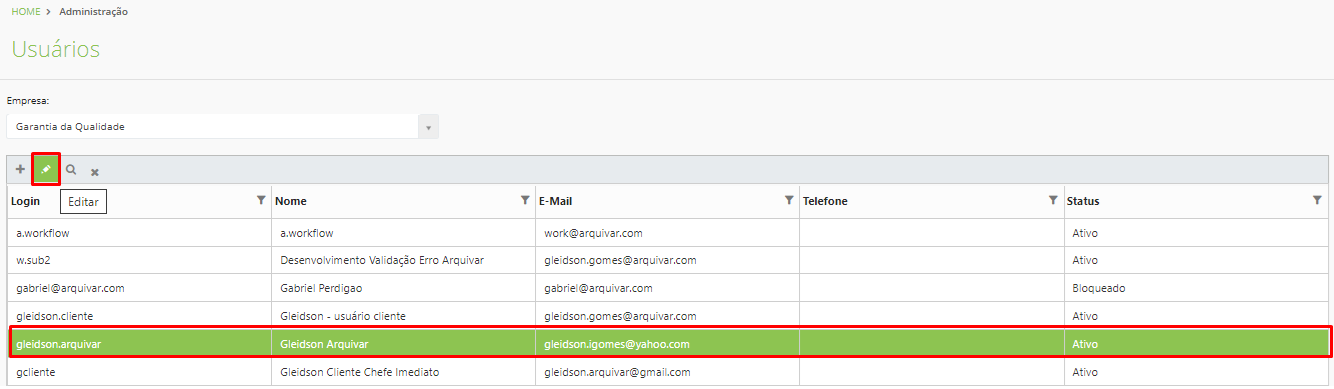 HOME > Administração
Usuários
Empresa:
Garantia da Qualidade
Login Editar Nome E-Mail Telefone Status
a.workflow a.workflow work@arquivar.com Ativo
w.sub2 Desenvolvimento Validação Erro Arquivar gleidson.gomes@arquivar.com Ativo
gabriel@arquivar.com Gabriel Perdigao gabriel@arquivar.com Bloqueado
gleidson.cliente Gleidson - usuário cliente gleidson.gomes@arquivar.com Ativo
gleidson.arquivar Gleidson Arquivar gleidson.igomes@yahoo.com Ativo
gcliente Gleidson Cliente Chefe Imediato gleidson.arquivar@gmail.com Ativo